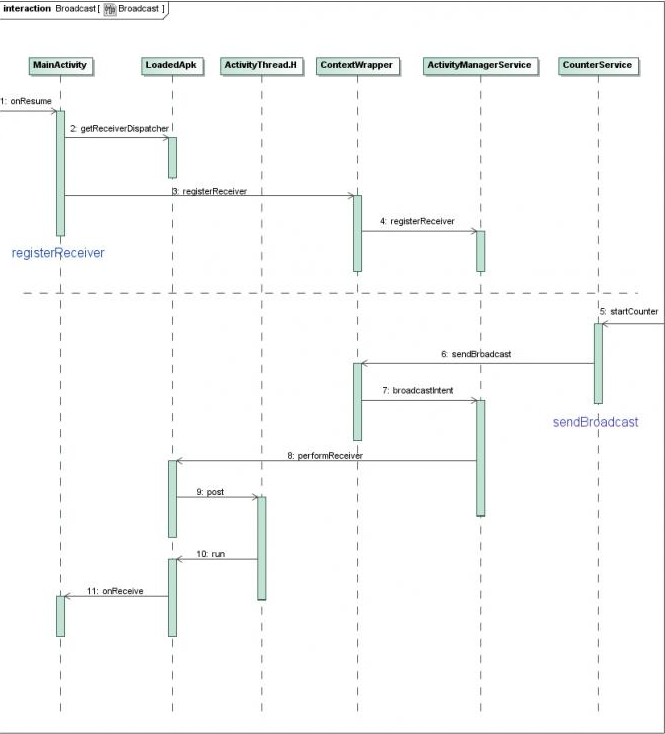 interaction Broadcast[ Broadcast ]
MainActivity
LoadedApk
ActivityThread.H
ContextWrapper
ActivityManagerService
CounterService
1: onResume
2: getReceiverDispatcher
3: registerReceiver
4: registerReceiver
registerReceiver
5: startCounter
6: sendBroadcast
7: broadcastIntent
sendBroadcast
8: performReceiver
9: post
10: run
11: onReceive